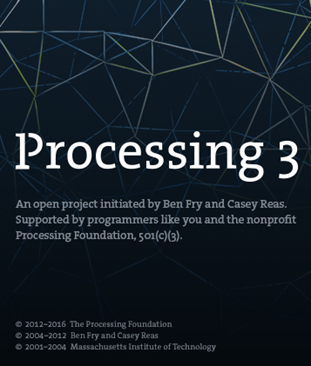 Processing 3
An open project initiated by Ben Fry and Casey Reas.
Supported by programmers like you and the nonprofit
Processing Foundation, 501(c)(3).
© 2012–2016 The Processing Foundation
© 2004–2012 Ben Fry and Casey Reas
© 2001–2004 Massachusetts Institute of Technology